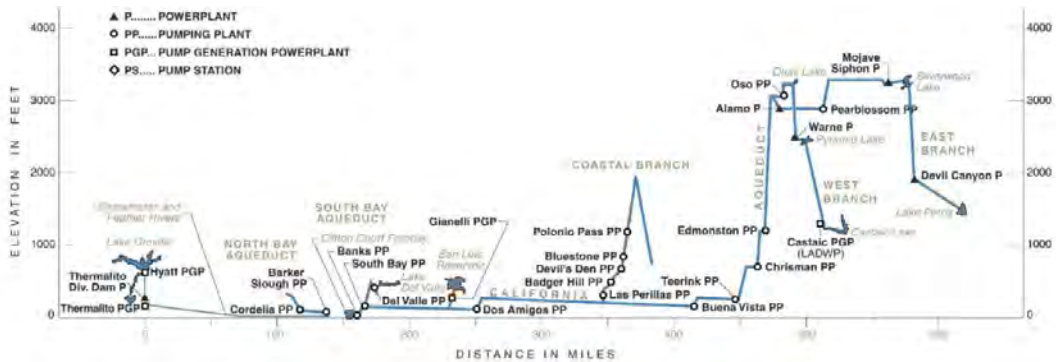 4000
3000
2000
1000
0
ELEVATION IN FEET
▲ P........ POWERPLANT
○ PP...... PUMPING PLANT
□ PGP... PUMP GENERATION POWERPLANT
◇ PS..... PUMP STATION
Sacramento and
Feather Rivers
Lake Oroville
Hyatt PGP
Thermalito
Div. Dam P
Thermalito PGP
NORTH BAY
AQUEDUCT
Barker
Slough PP
Cordelia PP
SOUTH BAY
AQUEDUCT
Clifton Court Forebay
Banks PP
South Bay PP
Lake
Del Valle
Del Valle PP
Gianelli PGP
San Luis
Reservoir
Dos Amigos PP
CALIFORNIA
AQUEDUCT
COASTAL BRANCH
Polonio Pass PP
Bluestone PP
Devil's Den PP
Badger Hill PP
Las Perillas PP
Buena Vista PP
Teerink PP
Chrisman PP
Edmonston PP
Oso PP
Quail Lake
Alamo P
Warne P
Pyramid Lake
WEST
BRANCH
Castaic PGP
(LADWP)
Castaic Lake
Mojave
Siphon P
Silverwood
Lake
Pearblossom PP
EAST
BRANCH
Devil Canyon P
Lake Perris
4000
3000
2000
1000
0
0
100
200
300
400
500
600
DISTANCE IN MILES